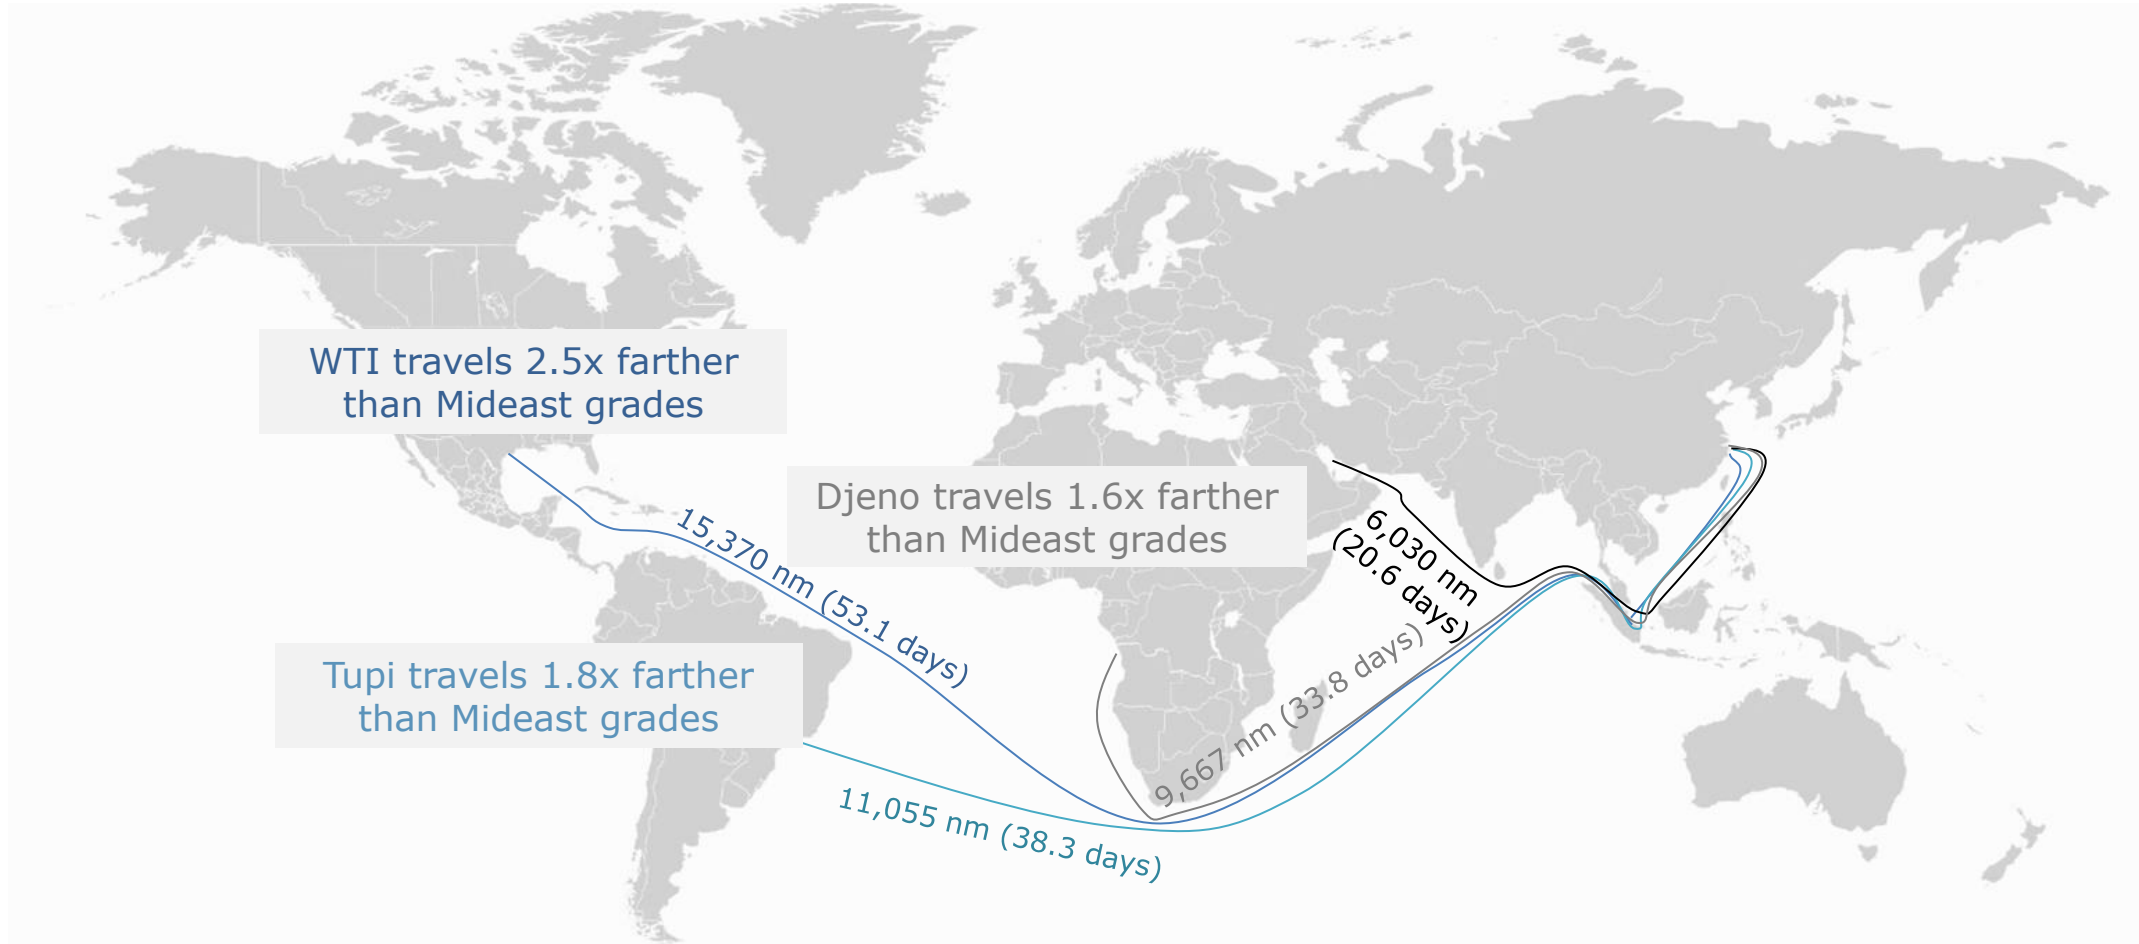 WTI travels 2.5x farther
than Mideast grades
Djeno travels 1.6x farther
than Mideast grades
15,370 nm (53.1 days)
6,030 nm
(20.6 days)
Tupi travels 1.8x farther
than Mideast grades
9,667 nm (33.8 days)
11,055 nm (38.3 days)